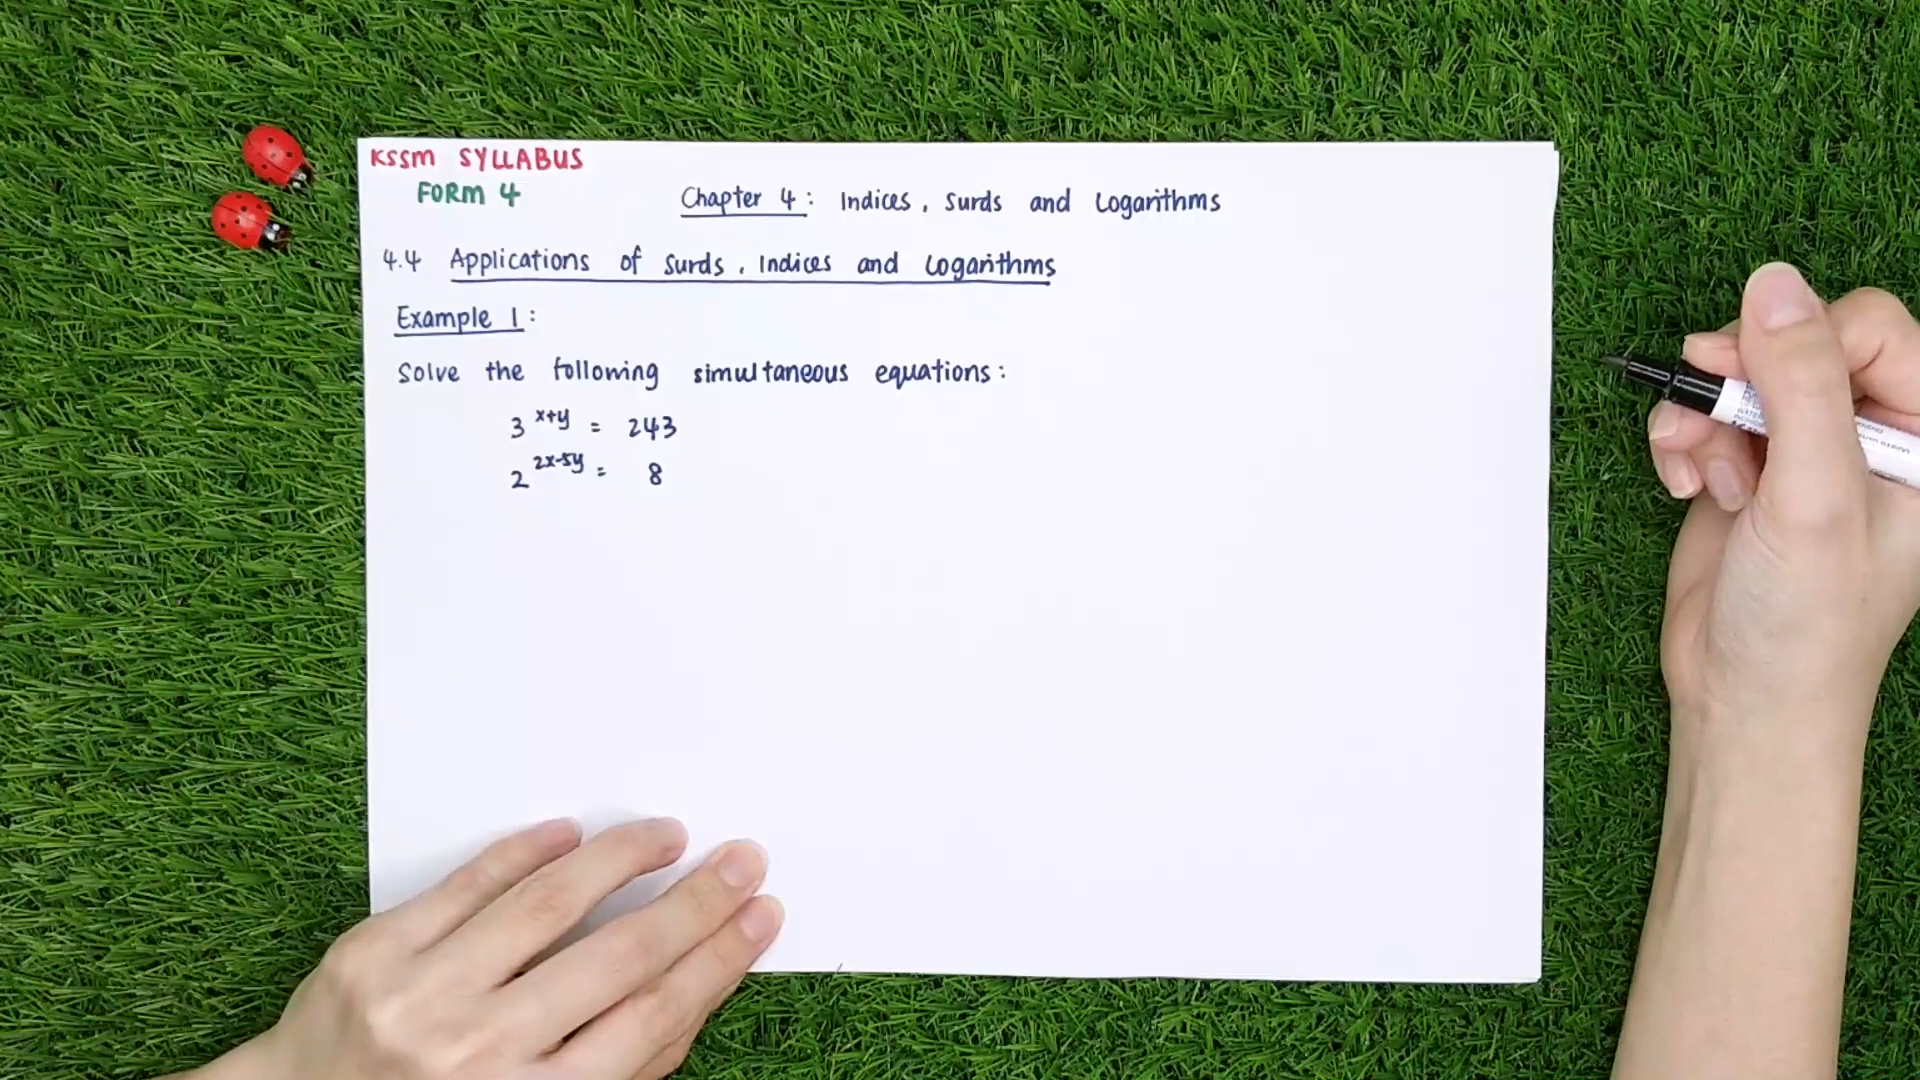 KSSM SYLLABUS
FORM 4
Chapter 4: Indices, Surds and Logarithms
4.4 Applications of Surds, Indices and Logarithms
Example 1:
Solve the following simultaneous equations:
3^{x+y} = 243
2^{2x-5y} = 8